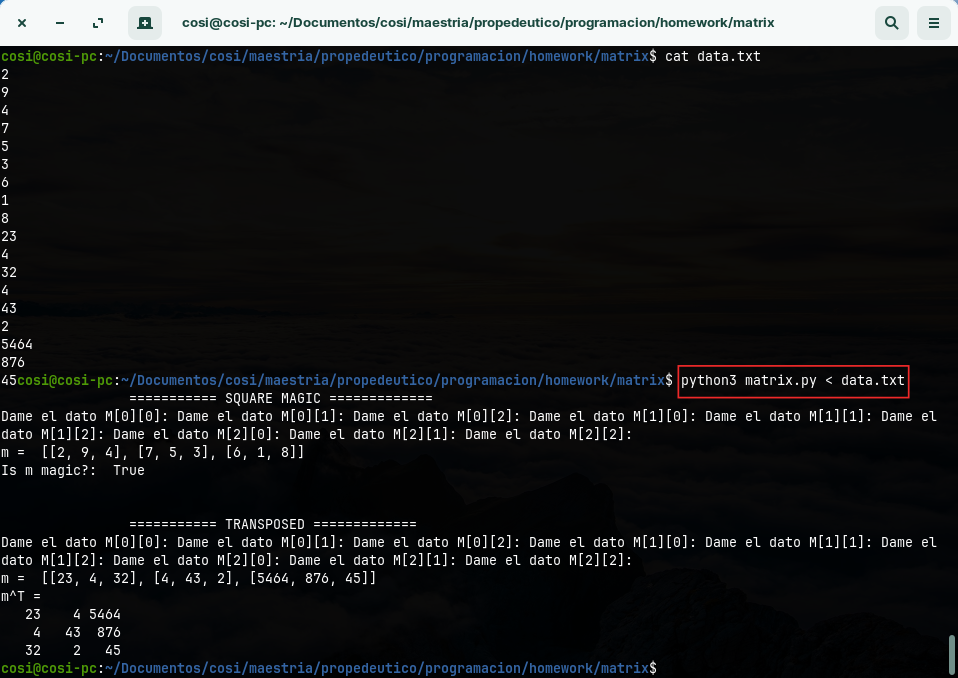 cosi@cosi-pc: ~/Documentos/cosi/maestria/propedeutico/programacion/homework/matrix
cosi@cosi-pc:~/Documentos/cosi/maestria/propedeutico/programacion/homework/matrix$ cat data.txt
2
9
4
7
5
3
6
1
8
23
4
32
4
43
2
5464
876
45cosi@cosi-pc:~/Documentos/cosi/maestria/propedeutico/programacion/homework/matrix$ python3 matrix.py < data.txt
=========== SQUARE MAGIC =============
Dame el dato M[0][0]: Dame el dato M[0][1]: Dame el dato M[0][2]: Dame el dato M[1][0]: Dame el dato M[1][1]: Dame el
dato M[1][2]: Dame el dato M[2][0]: Dame el dato M[2][1]: Dame el dato M[2][2]:
m =  [[2, 9, 4], [7, 5, 3], [6, 1, 8]]
Is m magic?:  True
=========== TRANSPOSED =============
Dame el dato M[0][0]: Dame el dato M[0][1]: Dame el dato M[0][2]: Dame el dato M[1][0]: Dame el dato M[1][1]: Dame el
dato M[1][2]: Dame el dato M[2][0]: Dame el dato M[2][1]: Dame el dato M[2][2]:
m =  [[23, 4, 32], [4, 43, 2], [5464, 876, 45]]
m^T =
   23    4 5464
    4   43  876
   32    2   45
cosi@cosi-pc:~/Documentos/cosi/maestria/propedeutico/programacion/homework/matrix$